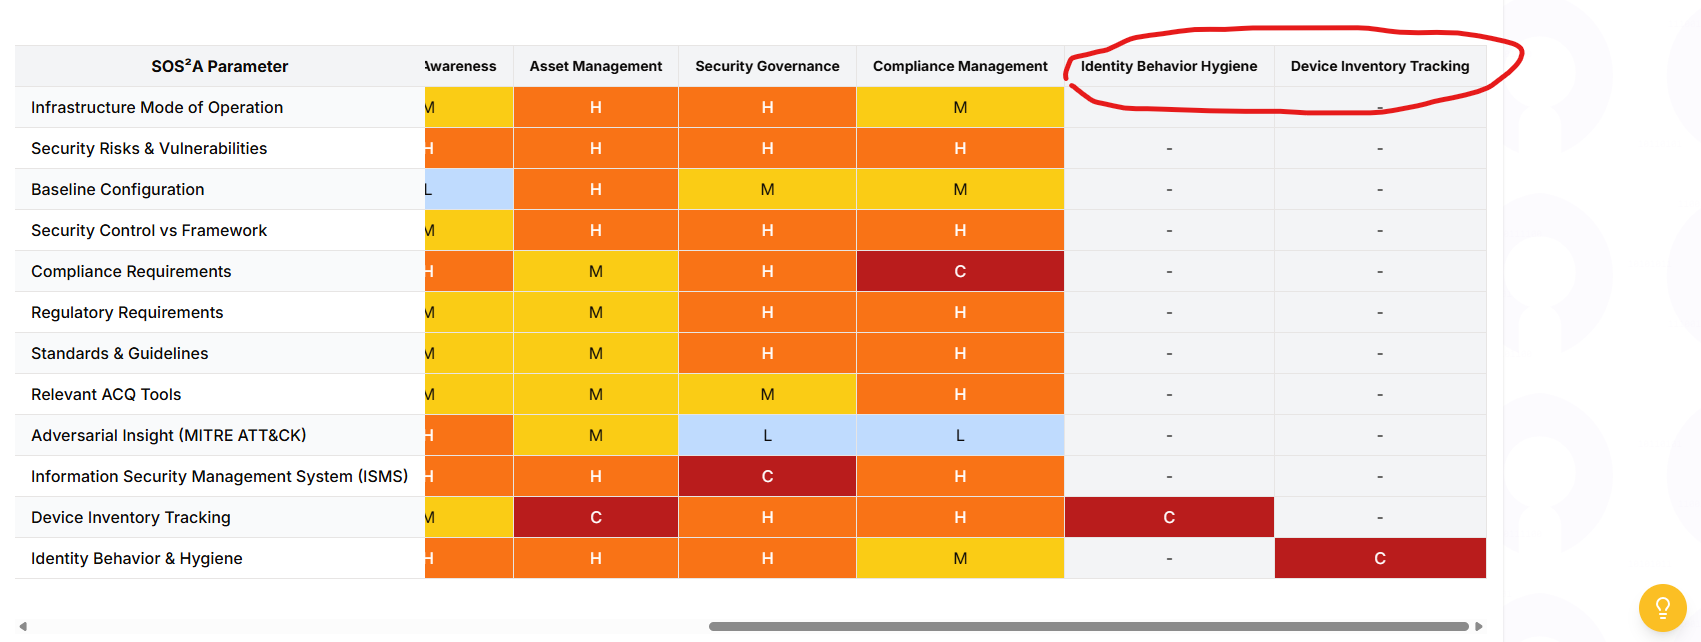 SOS²A Parameter Awareness Asset Management Security Governance Compliance Management Identity Behavior Hygiene Device Inventory Tracking
Infrastructure Mode of Operation M H H M - -
Security Risks & Vulnerabilities H H H H - -
Baseline Configuration L H M M - -
Security Control vs Framework M H H H - -
Compliance Requirements H M H C - -
Regulatory Requirements M M H H - -
Standards & Guidelines M M H H - -
Relevant ACQ Tools M M M H - -
Adversarial Insight (MITRE ATT&CK) H M L L - -
Information Security Management System (ISMS) H H C H - -
Device Inventory Tracking M C H H C -
Identity Behavior & Hygiene H H H M - C